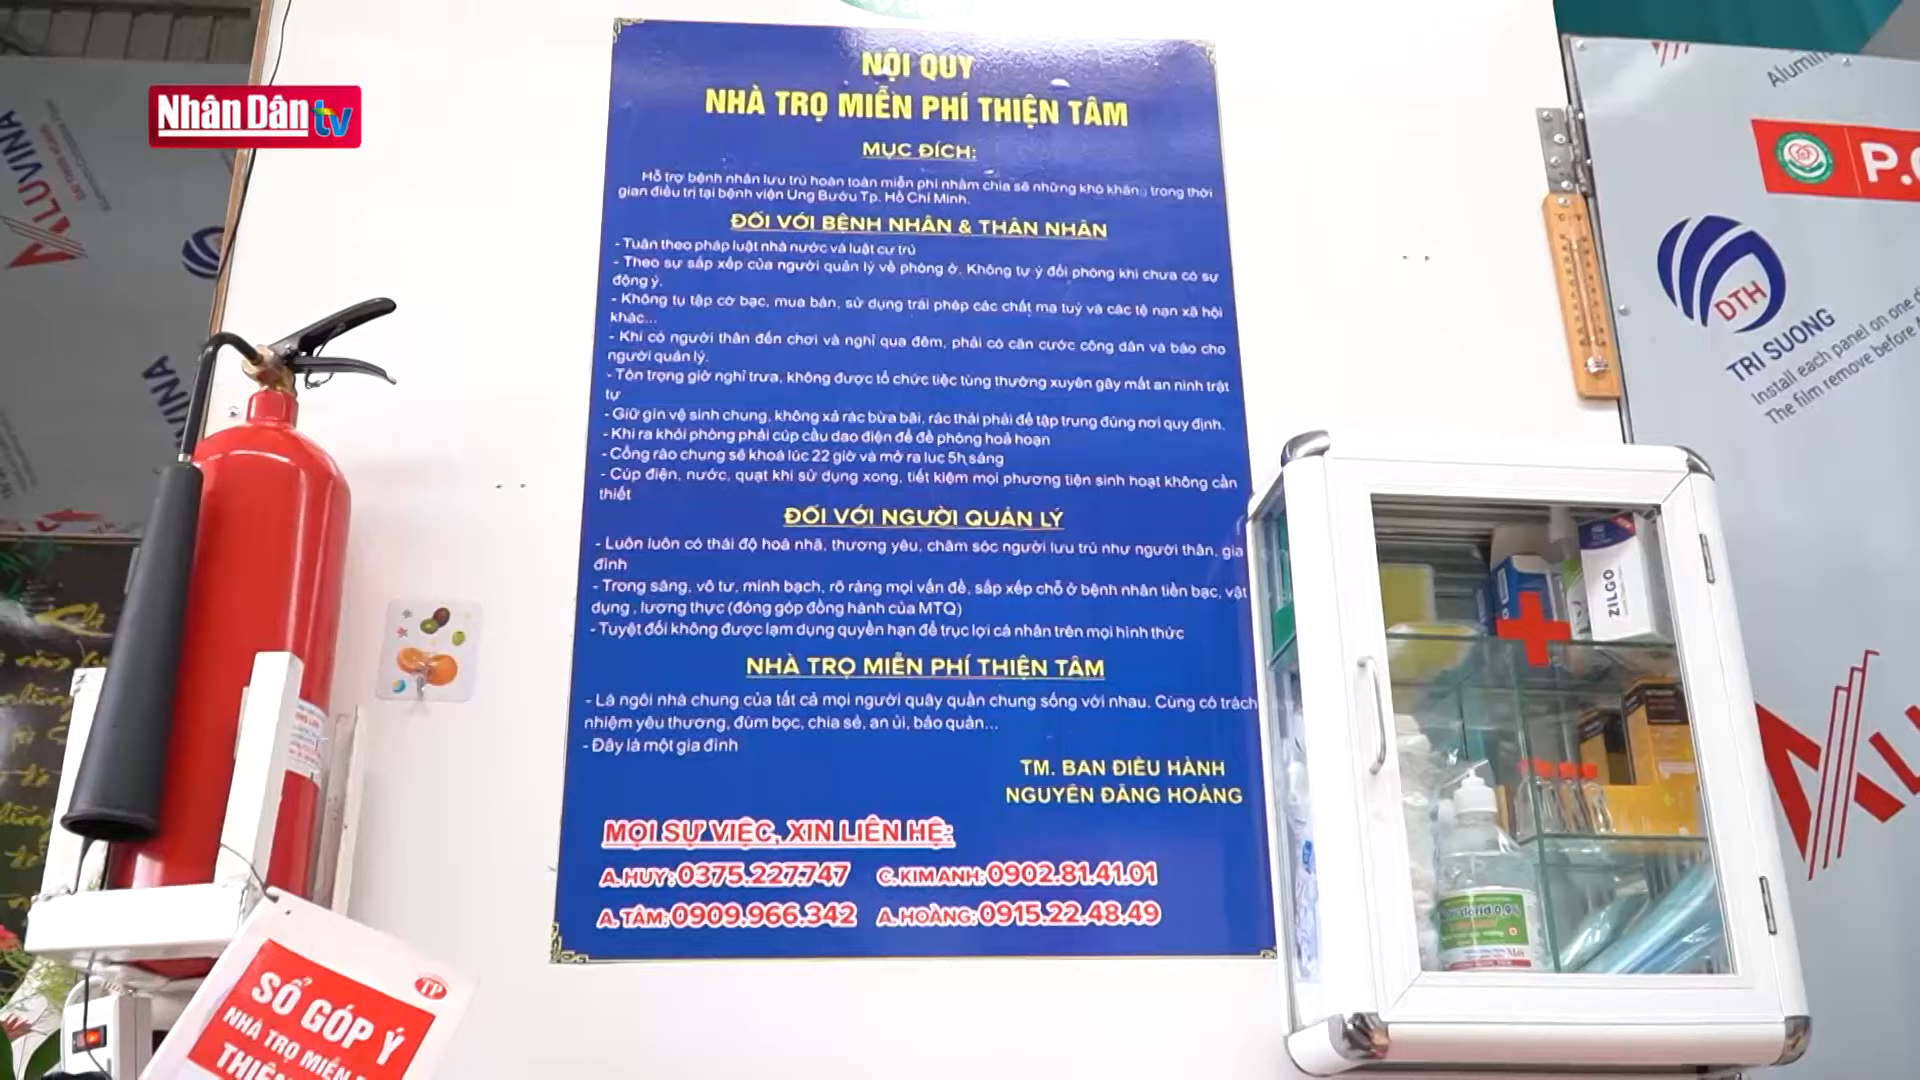 Nhân Dân tv
NỘI QUY
NHÀ TRỌ MIỄN PHÍ THIỆN TÂM
MỤC ĐÍCH:
Hỗ trợ bệnh nhân lưu trú hoàn toàn miễn phí nhằm chia sẽ những khó khăn trong thời
gian điều trị tại bệnh viện Ung Bướu Tp. Hồ Chí Minh.
ĐỐI VỚI BỆNH NHÂN & THÂN NHÂN
- Tuân theo pháp luật nhà nước và luật cư trú
- Theo sự sắp xếp của người quản lý về phòng ở. Không tự ý đổi phòng khi chưa có sự
động ý.
- Không tụ tập cờ bạc, mua bán, sử dụng trái phép các chất ma tuý và các tệ nạn xã hội
khác...
- Khi có người thân đến chơi và nghỉ qua đêm, phải có căn cước công dân và báo cho
người quản lý.
- Tôn trọng giờ nghỉ trưa, không được tổ chức tiệc tùng thường xuyên gây mất an ninh trật
tự
- Giữ gìn vệ sinh chung, không xả rác bừa bãi, rác thải phải để tập trung đúng nơi quy định.
- Khi ra khỏi phòng phải cúp cầu dao điện để đề phòng hoả hoạn
- Cổng rào chung sẽ khoá lúc 22 giờ và mở ra lúc 5h sáng
- Cúp điện, nước, quạt khi sử dụng xong, tiết kiệm mọi phương tiện sinh hoạt không cần
thiết
ĐỐI VỚI NGƯỜI QUẢN LÝ
- Luôn luôn có thái độ hoà nhã, thương yêu, chăm sóc người lưu trú như người thân, gia
đình
- Trong sáng, vô tư, minh bạch, rõ ràng mọi vấn đề, sắp xếp chỗ ở bệnh nhân tiền bạc, vật
dụng , lương thực (đóng góp đồng hành của MTQ)
- Tuyệt đối không được lạm dụng quyền hạn để trục lợi cá nhân trên mọi hình thức
NHÀ TRỌ MIỄN PHÍ THIỆN TÂM
- Là ngôi nhà chung của tất cả mọi người quây quần chung sống với nhau. Cùng có trách
nhiệm yêu thương, đùm bọc, chia sẻ, an ủi, bảo quản...
- Đây là một gia đình
TM. BAN ĐIỀU HÀNH
NGUYỄN ĐĂNG HOÀNG
MỌI SỰ VIỆC, XIN LIÊN HỆ:
A.HUY: 0375.227.747 C.KIM ANH: 0902.81.41.01
A.TÂM: 0909.966.342 A.HOÀNG: 0915.22.48.49
SỔ GÓP Ý
NHÀ TRỌ MIỄN
THIỆN
TP
ALUVINA
DTH
TRI SUONG
Install each panel on one
The film remove before
ZILGO